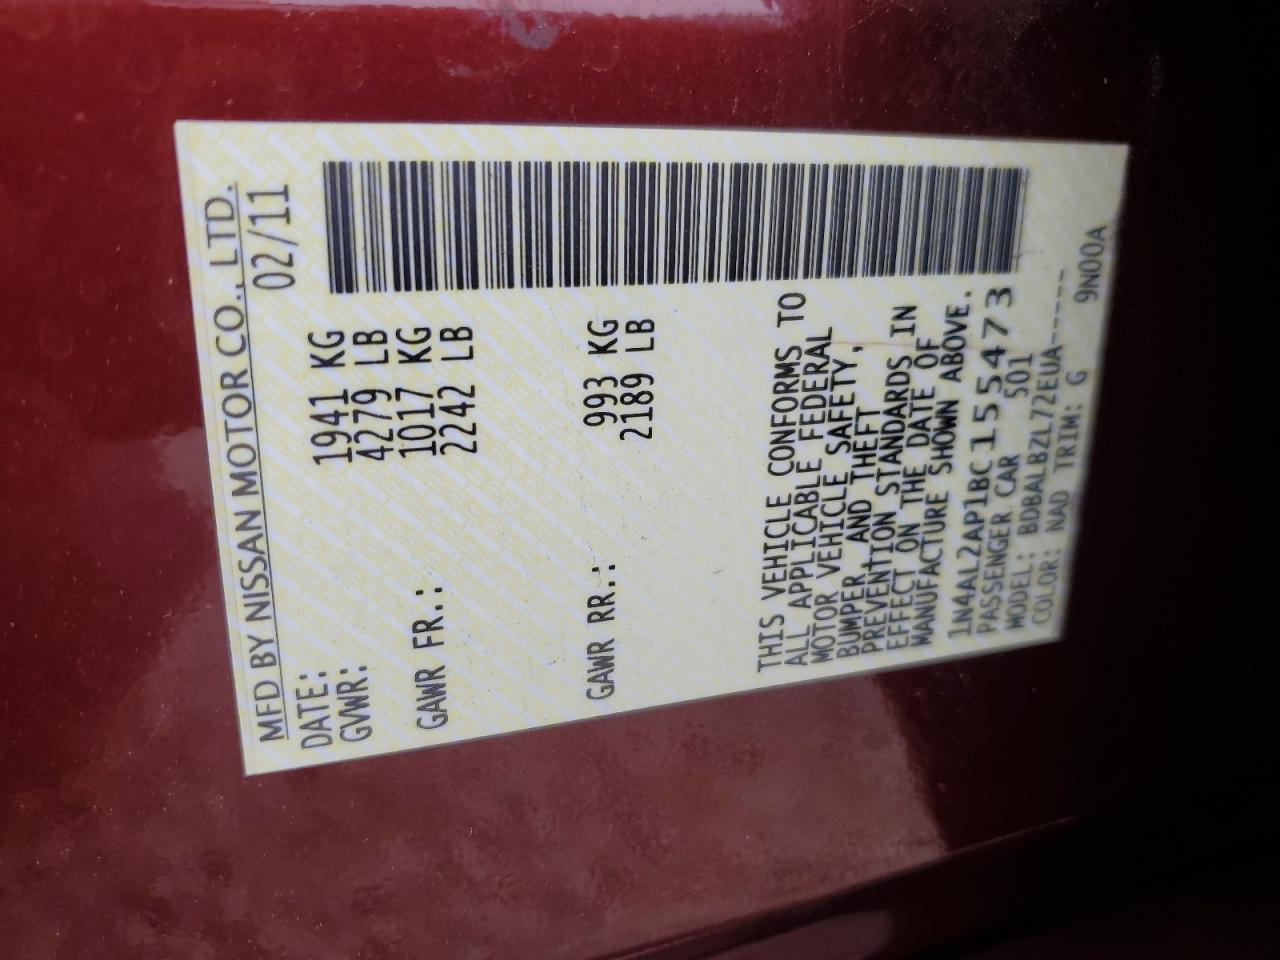 MFD BY NISSAN MOTOR CO., LTD.
DATE: 02/11
GVWR: 1941 KG
4279 LB
GAWR FR.: 1017 KG
2242 LB
GAWR RR.: 993 KG
2189 LB
THIS VEHICLE CONFORMS TO
ALL APPLICABLE FEDERAL
MOTOR VEHICLE SAFETY,
BUMPER AND THEFT
PREVENTION STANDARDS IN
EFFECT ON THE DATE OF
MANUFACTURE SHOWN ABOVE.
1N4AL2AP1BC155473
PASSENGER CAR S01
MODEL: BDBALBZL72EUA-----
COLOR: NAD TRIM: G 9N00A